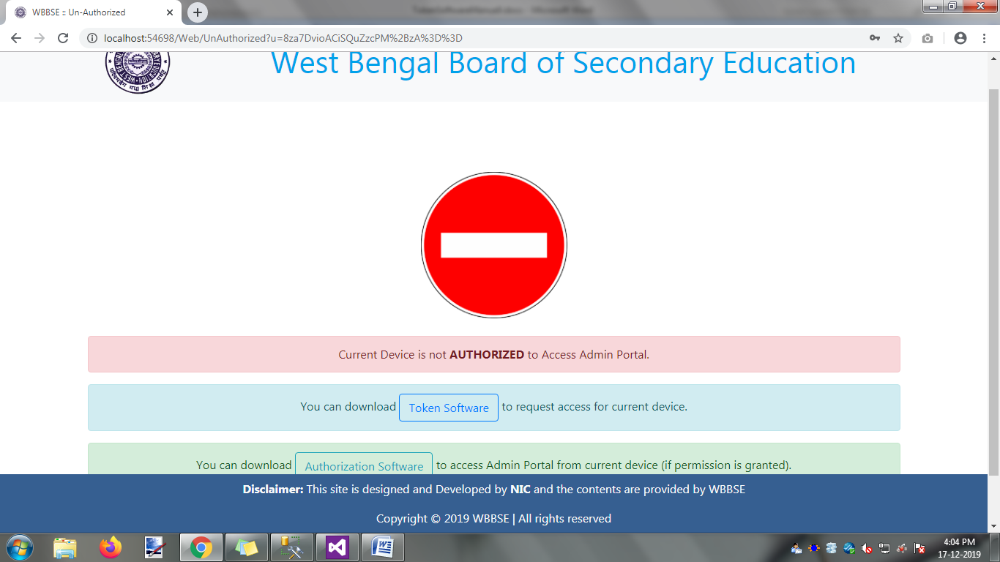 WBBSE :: Un-Authorized
localhost:54698/Web/UnAuthorized?u=8za7DvioACiSQuZzcPM%2BzA%3D%3D
West Bengal Board of Secondary Education
Current Device is not AUTHORIZED to Access Admin Portal.
You can download Token Software to request access for current device.
You can download Authorization Software to access Admin Portal from current device (if permission is granted).
Disclaimer: This site is designed and Developed by NIC and the contents are provided by WBBSE
Copyright © 2019 WBBSE | All rights reserved
4:04 PM
17-12-2019